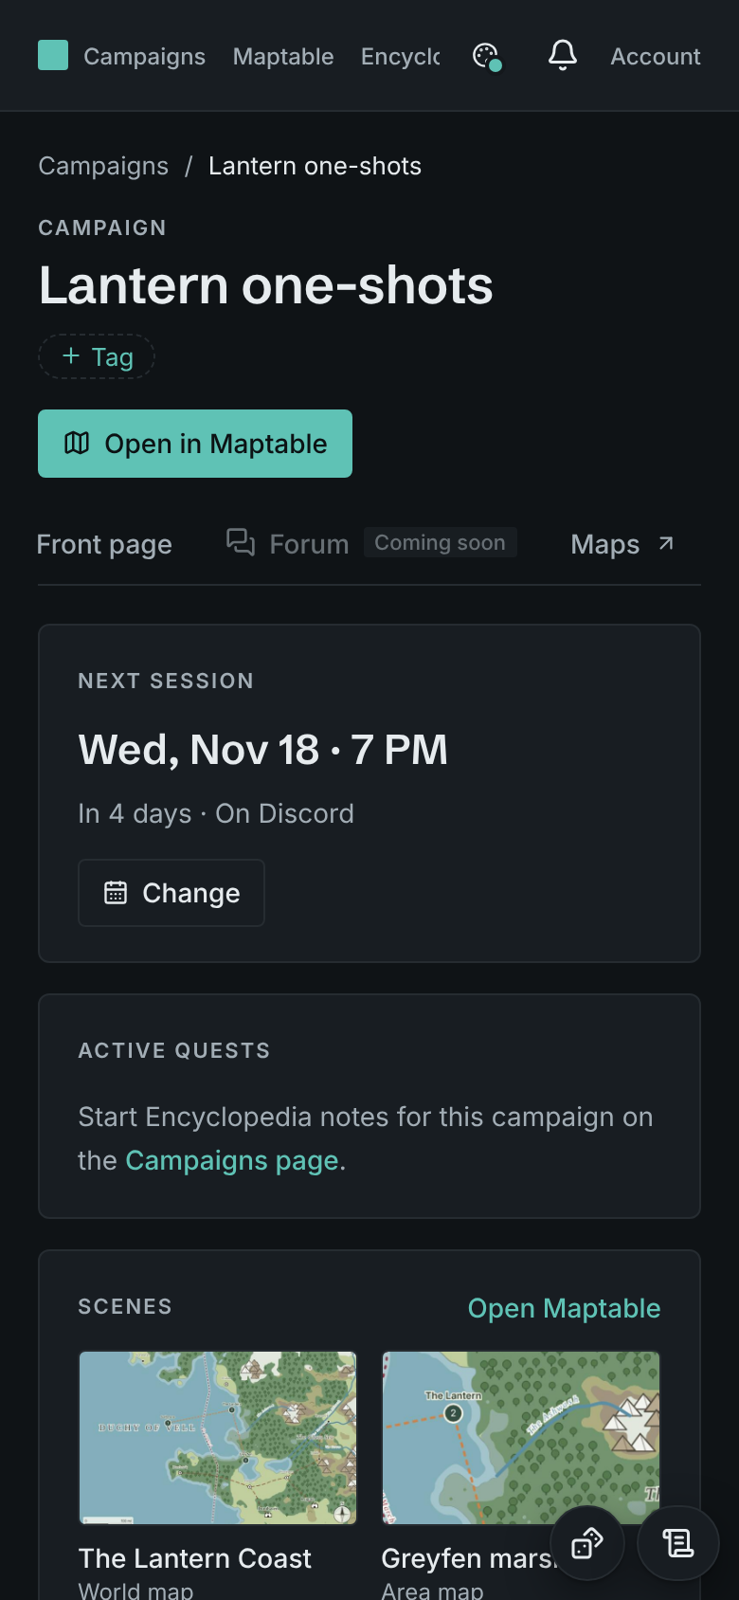 Campaigns Maptable Encyclo Account
Campaigns / Lantern one-shots
CAMPAIGN
Lantern one-shots
+ Tag
Open in Maptable
Front page Forum Coming soon Maps
NEXT SESSION
Wed, Nov 18 · 7 PM
In 4 days · On Discord
Change
ACTIVE QUESTS
Start Encyclopedia notes for this campaign on
the Campaigns page.
SCENES Open Maptable
DUCHY OF VELL
The Lantern
2
The Lantern Coast
Greyfen mars
World map
Area map